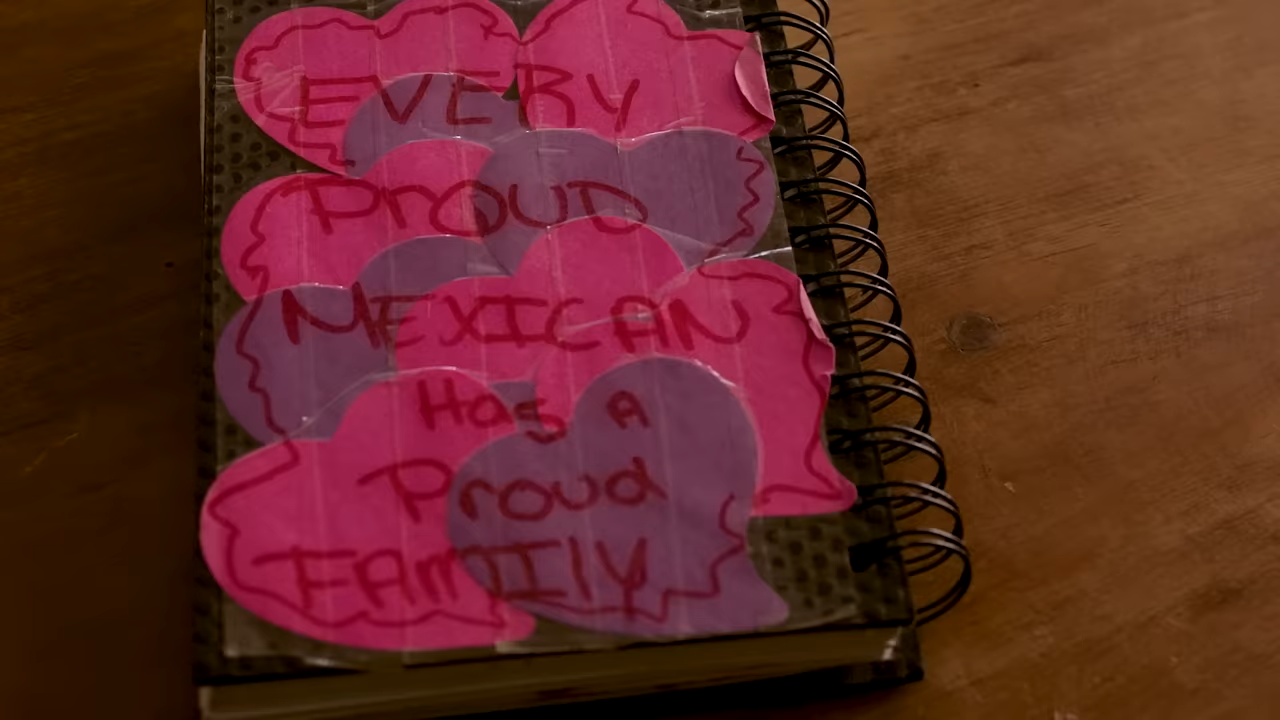 EVERY
PrOUD
MEXICAN
Has A
Proud
FAmIlY